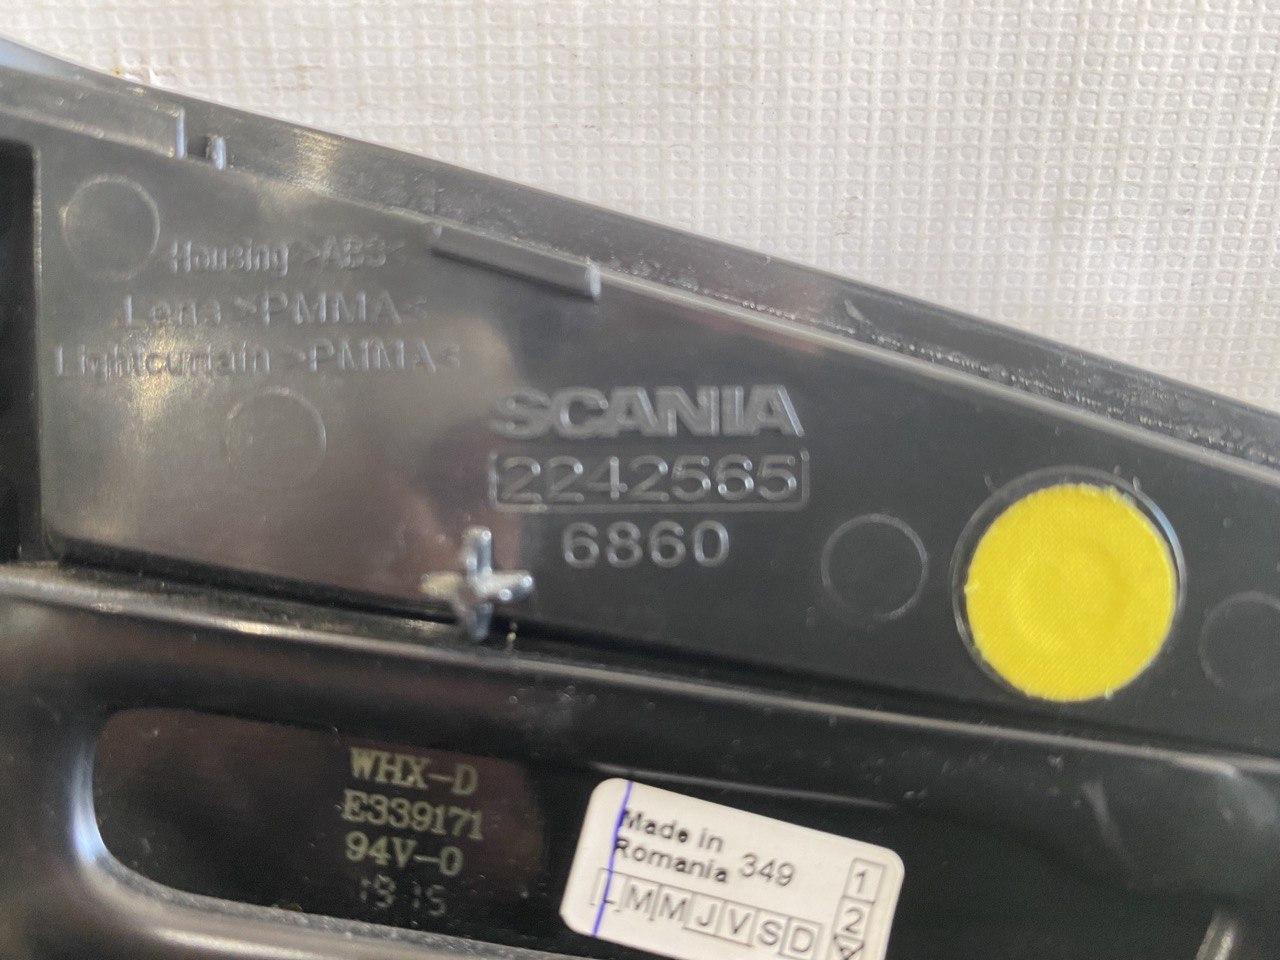 Housing >ABS<
Lens >PMMA<
Lightcurtain >PMMA<
SCANIA
2242565
6860
WHX-D
E339171
94V-0
1915
Made in
Romania 349
L M M J V S D
1
2